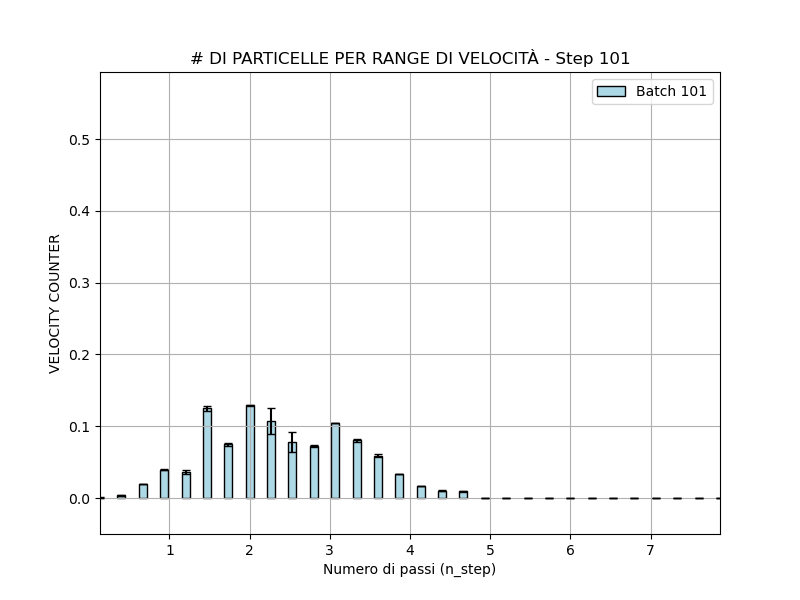 # DI PARTICELLE PER RANGE DI VELOCITÀ - Step 101
Batch 101
VELOCITY COUNTER
0.5
0.4
0.3
0.2
0.1
0.0
1 2 3 4 5 6 7
Numero di passi (n_step)